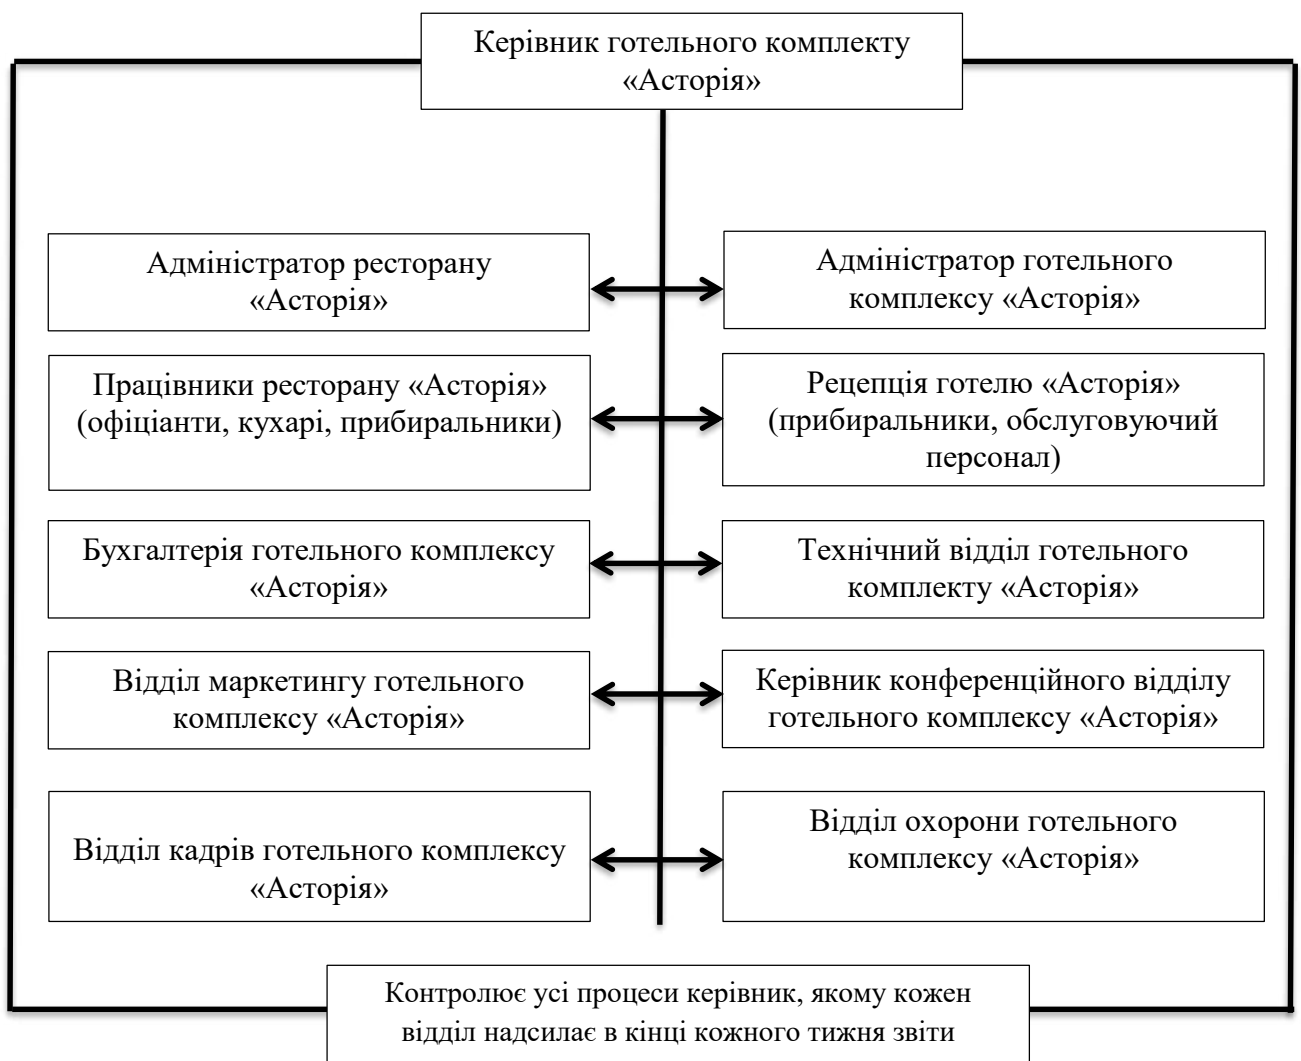 Керівник готельного комплекту
«Асторія»
Адміністратор ресторану
«Асторія»
Адміністратор готельного
комплексу «Асторія»
Працівники ресторану «Асторія»
(офіціанти, кухарі, прибиральники)
Рецепція готелю «Асторія»
(прибиральники, обслуговуючий
персонал)
Бухгалтерія готельного комплексу
«Асторія»
Технічний відділ готельного
комплекту «Асторія»
Відділ маркетингу готельного
комплексу «Асторія»
Керівник конференційного відділу
готельного комплексу «Асторія»
Відділ кадрів готельного комплексу
«Асторія»
Відділ охорони готельного
комплексу «Асторія»
Контролює усі процеси керівник, якому кожен
відділ надсилає в кінці кожного тижня звіти